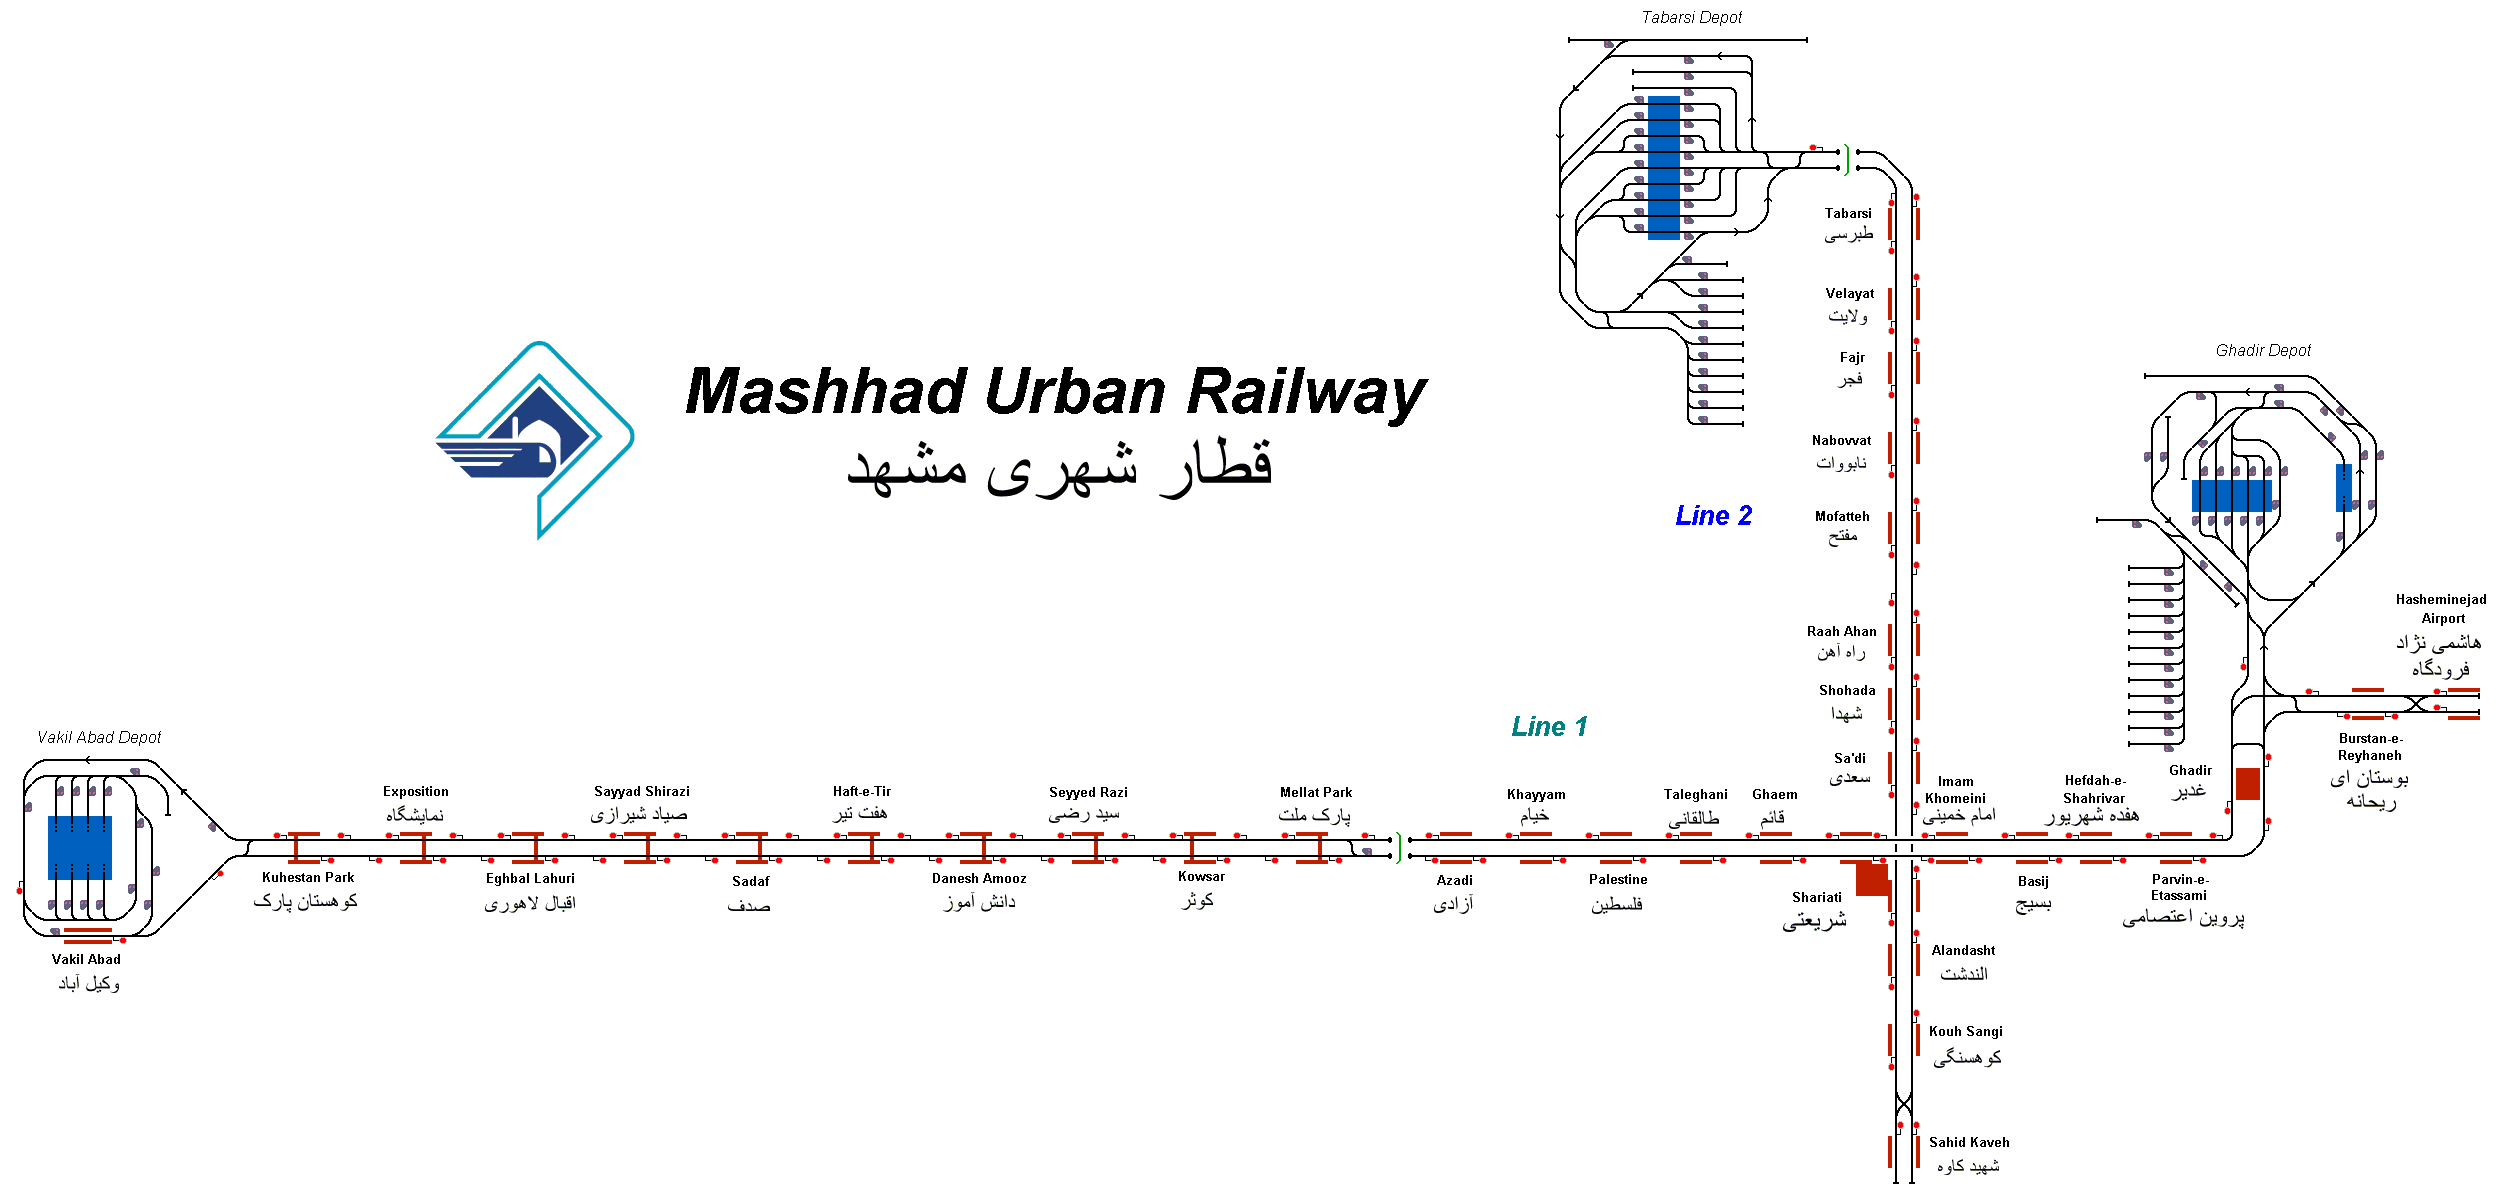 Tabarsi Depot
Mashhad Urban Railway
قطار شهری مشهد
Line 2
Line 1
Tabarsi
طبرسی
Velayat
ولایت
Fajr
فجر
Nabovvat
نابووات
Mofatteh
مفتح
Raah Ahan
راه آهن
Shohada
شهدا
Sa'di
سعدی
Ghadir Depot
Hasheminejad
Airport
هاشمی نژاد
فرودگاه
Burstan-e-
Reyhaneh
بوستان ای
ریحانه
Ghadir
غدیر
Vakil Abad Depot
Vakil Abad
وکیل آباد
Kuhestan Park
کوهستان پارک
Exposition
نمایشگاه
Eghbal Lahuri
اقبال لاهوری
Sayyad Shirazi
صیاد شیرازی
Sadaf
صدف
Haft-e-Tir
هفت تیر
Danesh Amooz
دانش آموز
Seyyed Razi
سید رضی
Kowsar
کوثر
Mellat Park
پارک ملت
Azadi
آزادی
Khayyam
خیام
Palestine
فلسطین
Taleghani
طالقانی
Ghaem
قائم
Shariati
شریعتی
Imam
Khomeini
امام خمینی
Basij
بسیج
Hefdah-e-
Shahrivar
هفده شهریور
Parvin-e-
Etassami
پروین اعتصامی
Alandasht
الندشت
Kouh Sangi
کوهسنگی
Sahid Kaveh
شهید کاوه